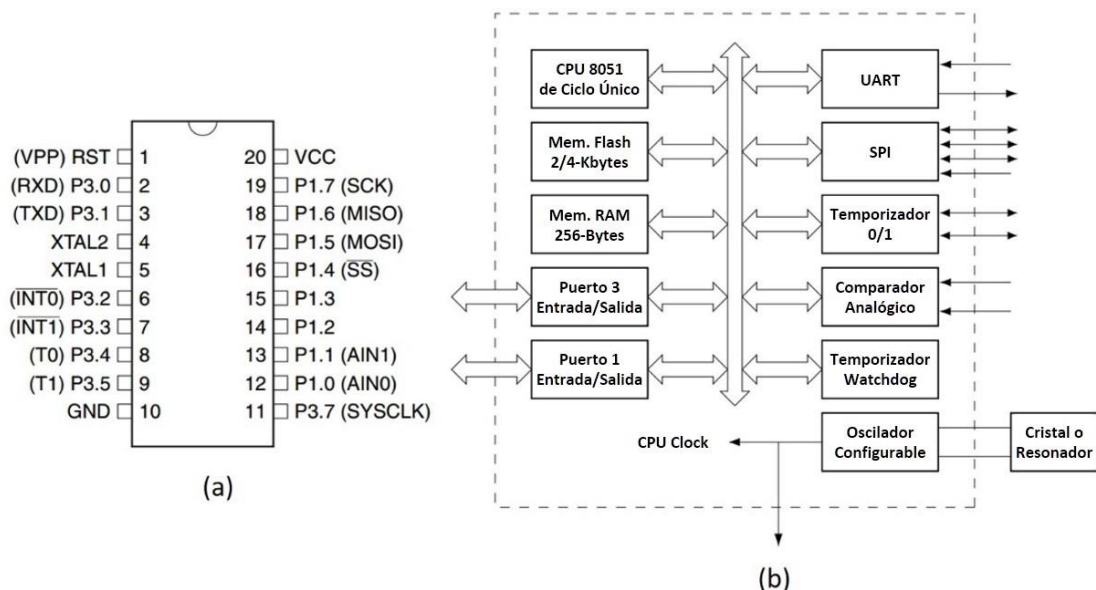 (VPP) RST 1 20 VCC
(RXD) P3.0 2 19 P1.7 (SCK)
(TXD) P3.1 3 18 P1.6 (MISO)
XTAL2 4 17 P1.5 (MOSI)
XTAL1 5 16 P1.4 (S̅S̅)
(I̅N̅T̅0̅) P3.2 6 15 P1.3
(I̅N̅T̅1̅) P3.3 7 14 P1.2
(T0) P3.4 8 13 P1.1 (AIN1)
(T1) P3.5 9 12 P1.0 (AIN0)
GND 10 11 P3.7 (SYSCLK)
(a)
CPU 8051
de Ciclo Único
UART
Mem. Flash
2/4-Kbytes
SPI
Mem. RAM
256-Bytes
Temporizador
0/1
Puerto 3
Entrada/Salida
Comparador
Analógico
Puerto 1
Entrada/Salida
Temporizador
Watchdog
CPU Clock
Oscilador
Configurable
Cristal o
Resonador
(b)